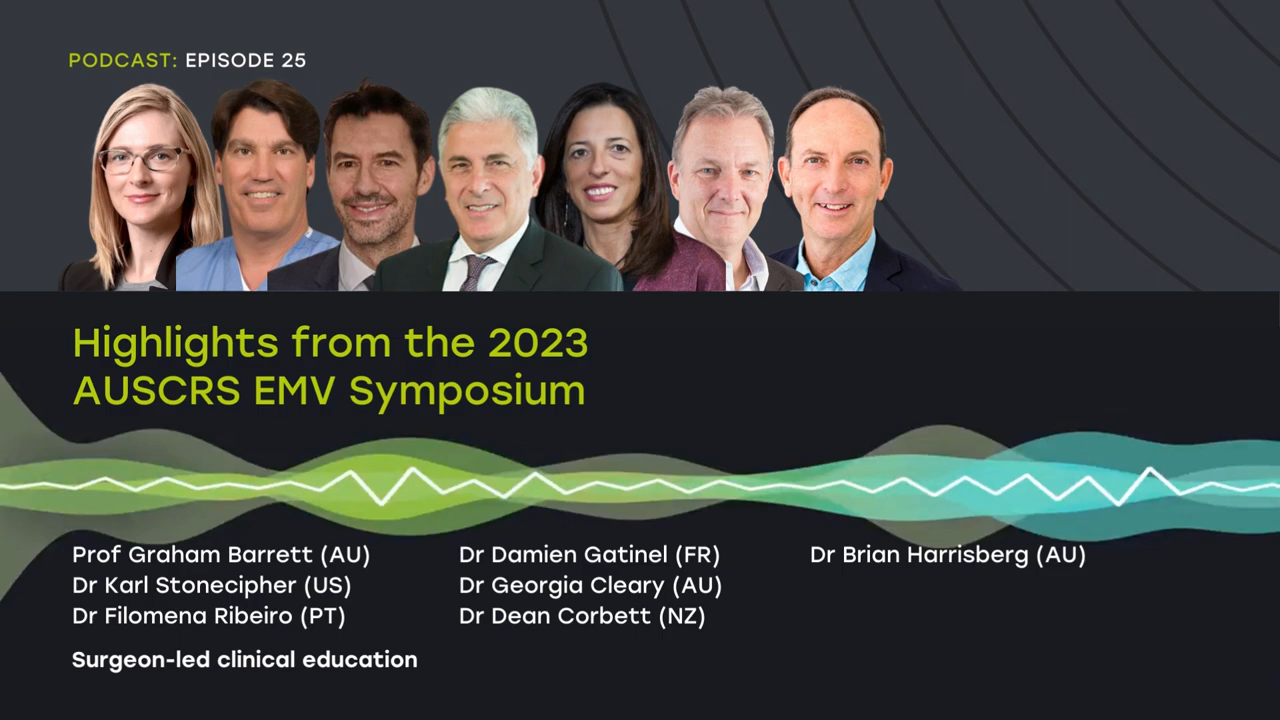 PODCAST: EPISODE 25
Highlights from the 2023
AUSCRS EMV Symposium
Prof Graham Barrett (AU)
Dr Karl Stonecipher (US)
Dr Filomena Ribeiro (PT)
Dr Damien Gatinel (FR)
Dr Georgia Cleary (AU)
Dr Dean Corbett (NZ)
Dr Brian Harrisberg (AU)
Surgeon-led clinical education